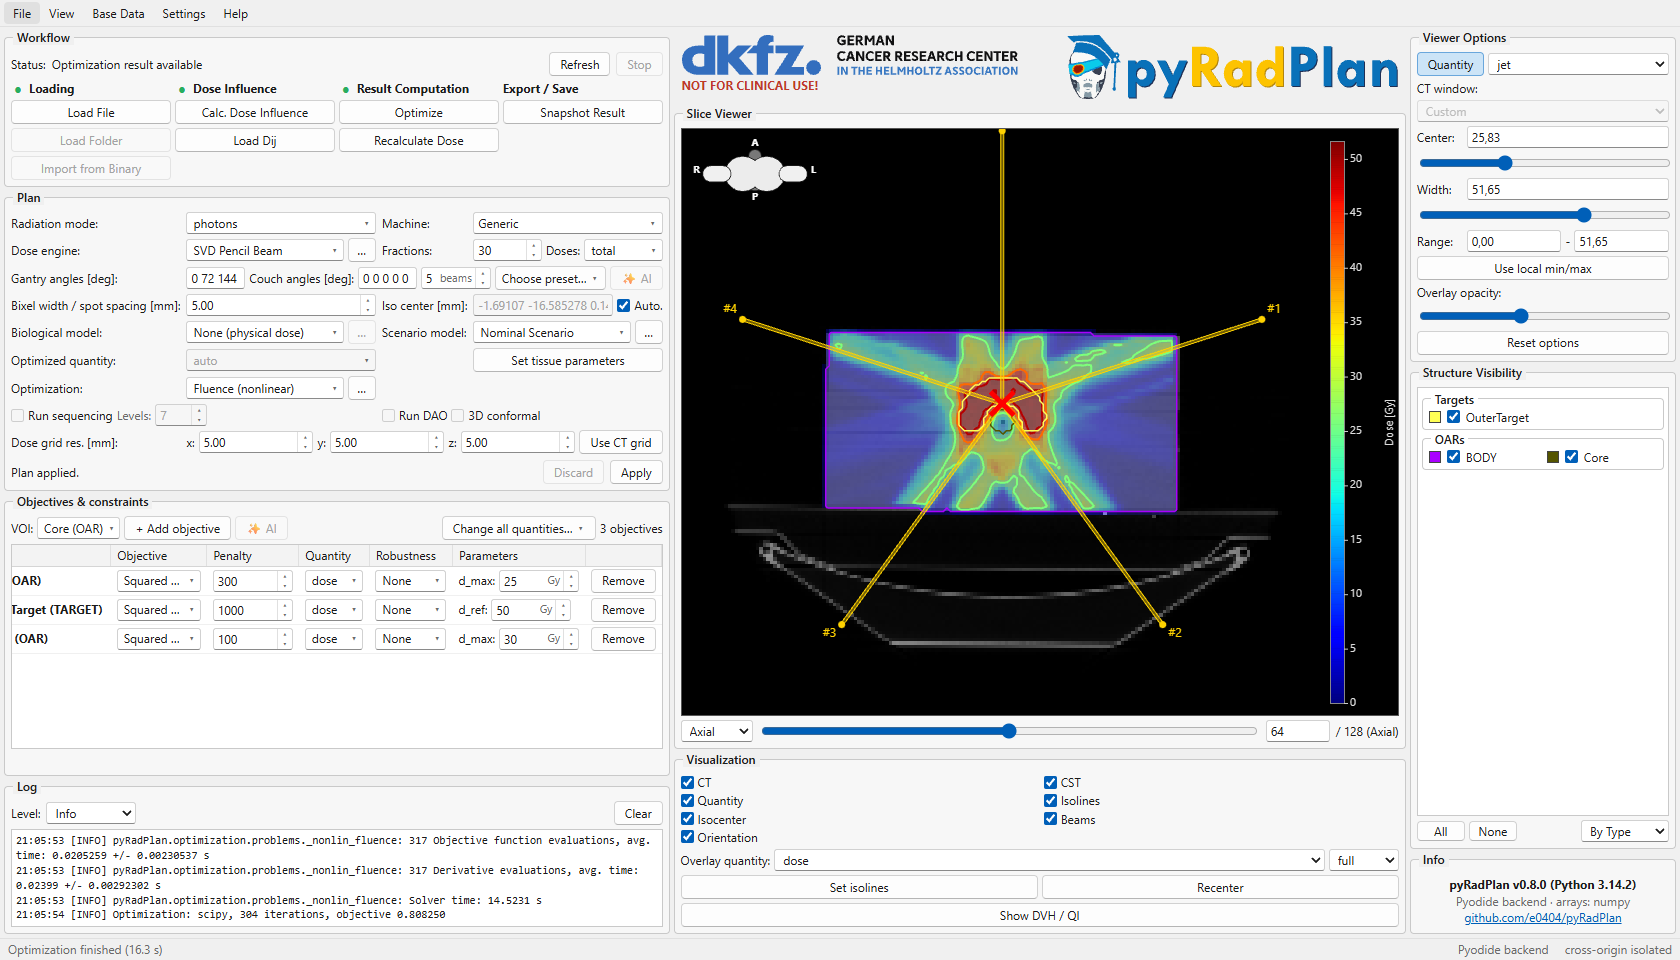 File View Base Data Settings Help
Workflow
Status: Optimization result available Refresh Stop
Loading Dose Influence Result Computation Export / Save
Load File Calc. Dose Influence Optimize Snapshot Result
Load Folder Load Dij Recalculate Dose
Import from Binary
Plan
Radiation mode: photons Machine: Generic
Dose engine: SVD Pencil Beam ... Fractions: 30 Doses: total
Gantry angles [deg]: 0 72 144 Couch angles [deg]: 0 0 0 0 0 5 beams Choose preset... AI
Bixel width / spot spacing [mm]: 5.00 Iso center [mm]: -1.69107 -16.585278 0.1 Auto.
Biological model: None (physical dose) ... Scenario model: Nominal Scenario ...
Optimized quantity: auto Set tissue parameters
Optimization: Fluence (nonlinear) ...
Run sequencing Levels: 7 Run DAO 3D conformal
Dose grid res. [mm]: x: 5.00 y: 5.00 z: 5.00 Use CT grid
Plan applied. Discard Apply
Objectives & constraints
VOI: Core (OAR) + Add objective AI Change all quantities... 3 objectives
Objective Penalty Quantity Robustness Parameters
OAR) Squared ... 300 dose None d_max: 25 Gy Remove
Target (TARGET) Squared ... 1000 dose None d_ref: 50 Gy Remove
(OAR) Squared ... 100 dose None d_max: 30 Gy Remove
Log
Level: Info Clear
21:05:53 [INFO] pyRadPlan.optimization.problems._nonlin_fluence: 317 Objective function evaluations, avg.
time: 0.0205259 +/- 0.00230537 s
21:05:53 [INFO] pyRadPlan.optimization.problems._nonlin_fluence: 317 Derivative evaluations, avg. time:
0.02399 +/- 0.00292302 s
21:05:53 [INFO] pyRadPlan.optimization.problems._nonlin_fluence: Solver time: 14.5231 s
21:05:54 [INFO] Optimization: scipy, 304 iterations, objective 0.808250
Optimization finished (16.3 s)
dkfz.
GERMAN
CANCER RESEARCH CENTER
IN THE HELMHOLTZ ASSOCIATION
NOT FOR CLINICAL USE!
pyRadPlan
Slice Viewer
A
R L
P
#4 #1
#3 #2
50
45
40
35
30
25
20
15
10
5
0
Dose [Gy]
Axial 64 / 128 (Axial)
Visualization
CT CST
Quantity Isolines
Isocenter Beams
Orientation
Overlay quantity: dose full
Set isolines Recenter
Show DVH / QI
Viewer Options
Quantity jet
CT window:
Custom
Center: 25,83
Width: 51,65
Range: 0,00 - 51,65
Use local min/max
Overlay opacity:
Reset options
Structure Visibility
Targets
OuterTarget
OARs
BODY Core
All None By Type
Info
pyRadPlan v0.8.0 (Python 3.14.2)
Pyodide backend · arrays: numpy
github.com/e0404/pyRadPlan
Pyodide backend cross-origin isolated